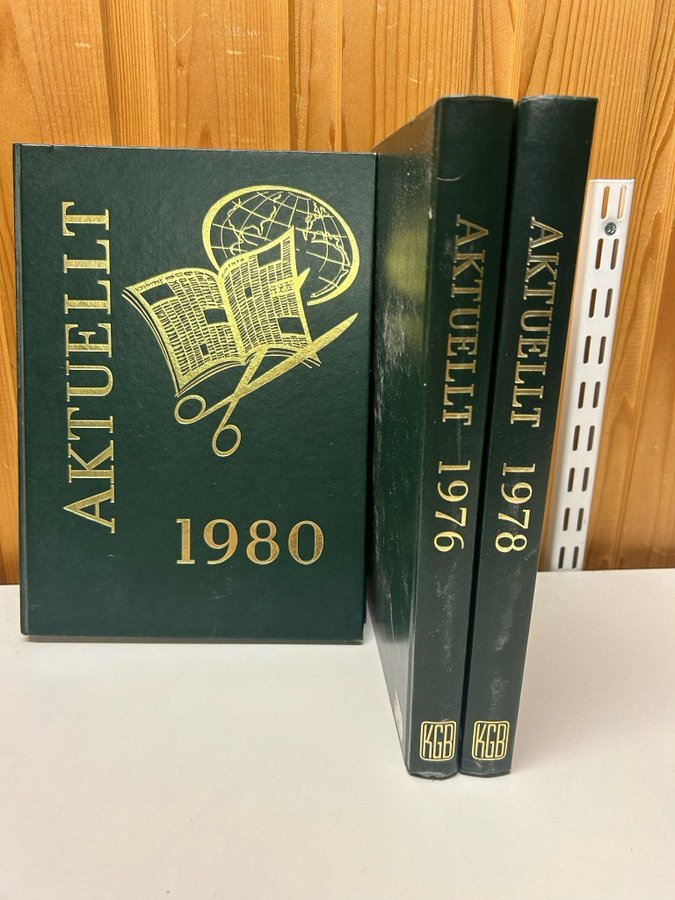 AKTUELLT
1980
AKTUELLT 1976
KGB
AKTUELLT 1978
KGB